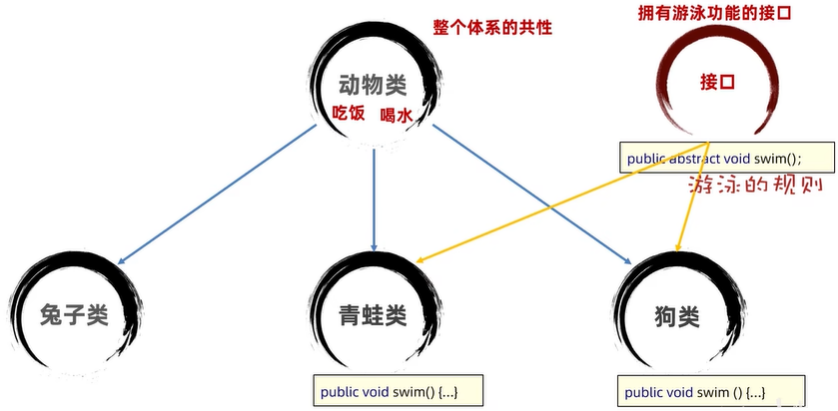 拥有游泳功能的接口
整个体系的共性
动物类
吃饭 喝水
接口
public abstract void swim();
游泳的规则
兔子类
青蛙类
狗类
public void swim() {...}
public void swim () {...}